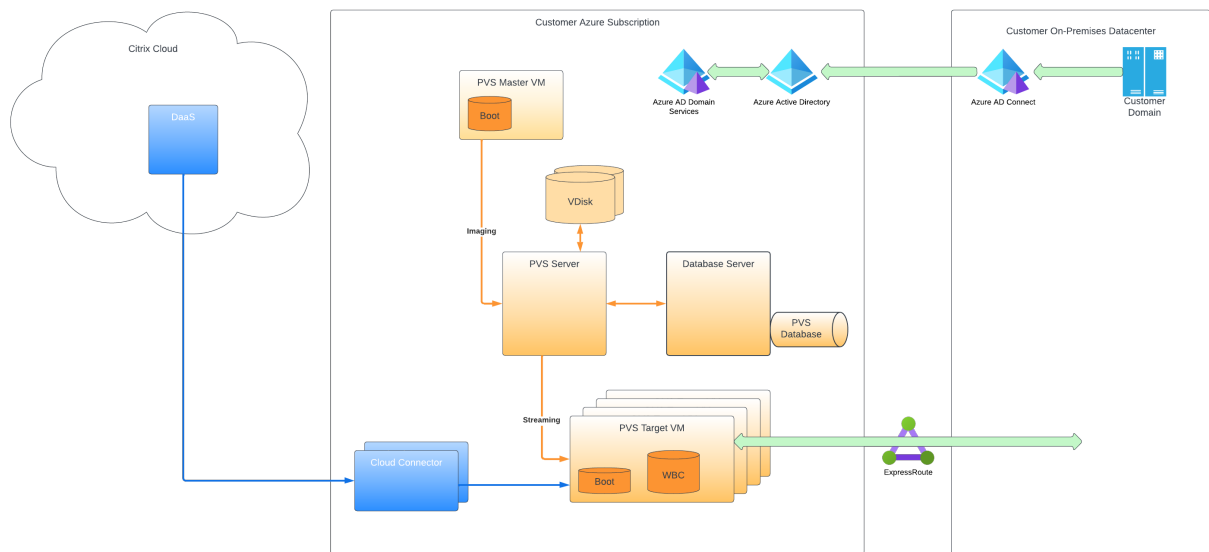 Customer Azure Subscription
Customer On-Premises Datacenter
Citrix Cloud
DaaS
PVS Master VM
Boot
Azure AD Domain
Services
Azure Active Directory
Azure AD Connect
Customer
Domain
VDisk
Imaging
PVS Server
Database Server
PVS
Database
Streaming
PVS Target VM
Boot
WBC
Cloud Connector
ExpressRoute